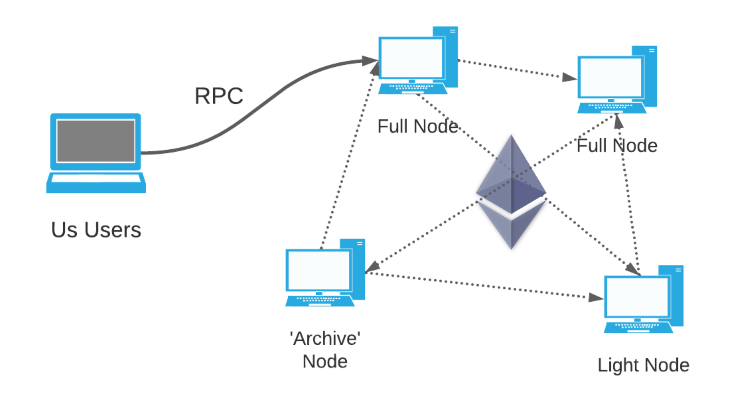 RPC
Full Node
Full Node
Us Users
'Archive'
Node
Light Node